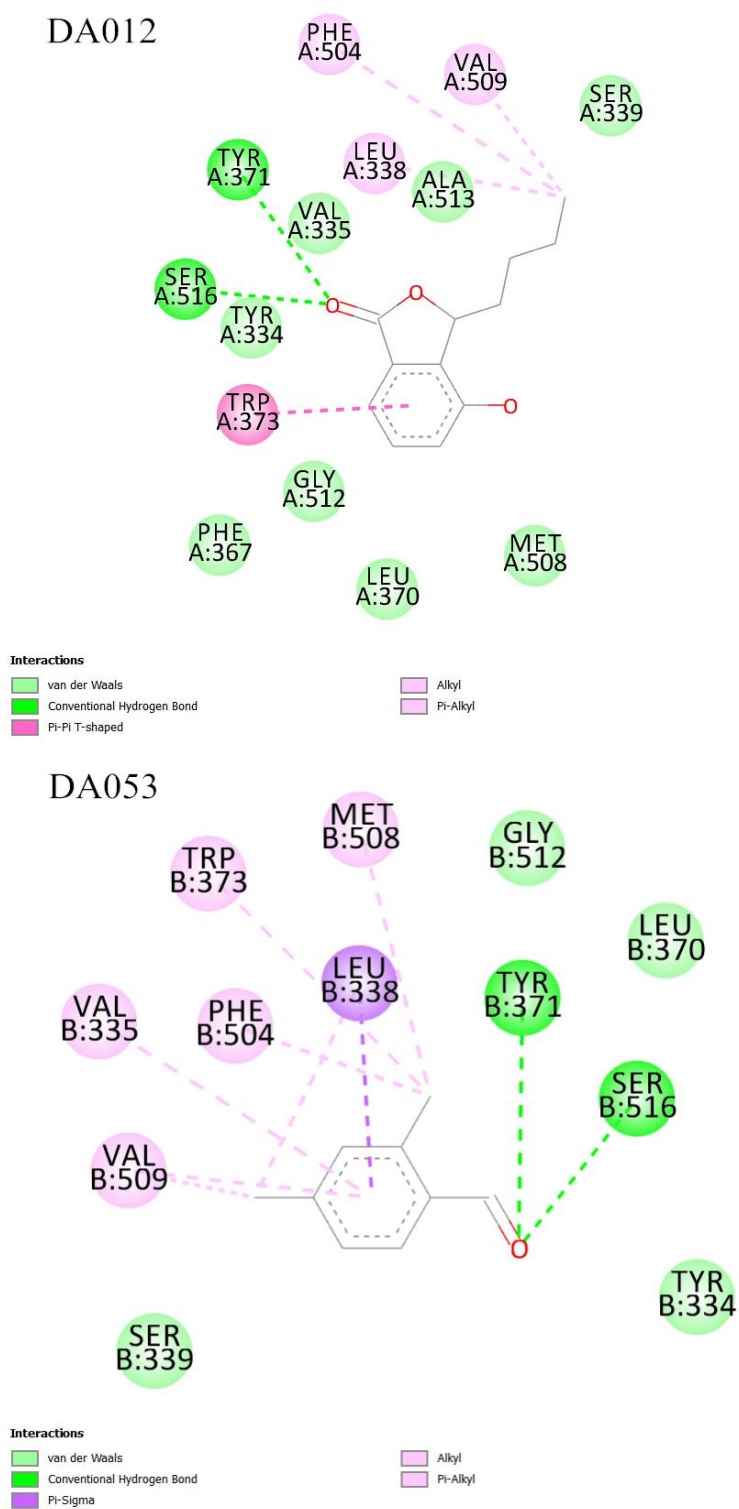 DA012
PHE
A:504
VAL
A:509
SER
A:339
TYR
A:371
LEU
A:338
ALA
A:513
VAL
A:335
SER
A:516
TYR
A:334
O
O
TRP
A:373
O
GLY
A:512
PHE
A:367
LEU
A:370
MET
A:508
Interactions
van der Waals
Conventional Hydrogen Bond
Pi-Pi T-shaped
Alkyl
Pi-Alkyl
DA053
MET
B:508
GLY
B:512
TRP
B:373
LEU
B:370
LEU
B:338
TYR
B:371
VAL
B:335
PHE
B:504
SER
B:516
VAL
B:509
O
TYR
B:334
SER
B:339
Interactions
van der Waals
Conventional Hydrogen Bond
Pi-Sigma
Alkyl
Pi-Alkyl